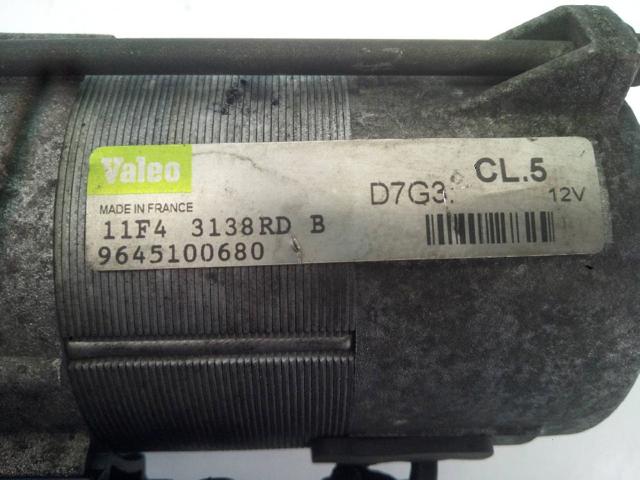 Valeo
MADE IN FRANCE
11F4 3138RD B
9645100680
D7G3.
CL.5
12V